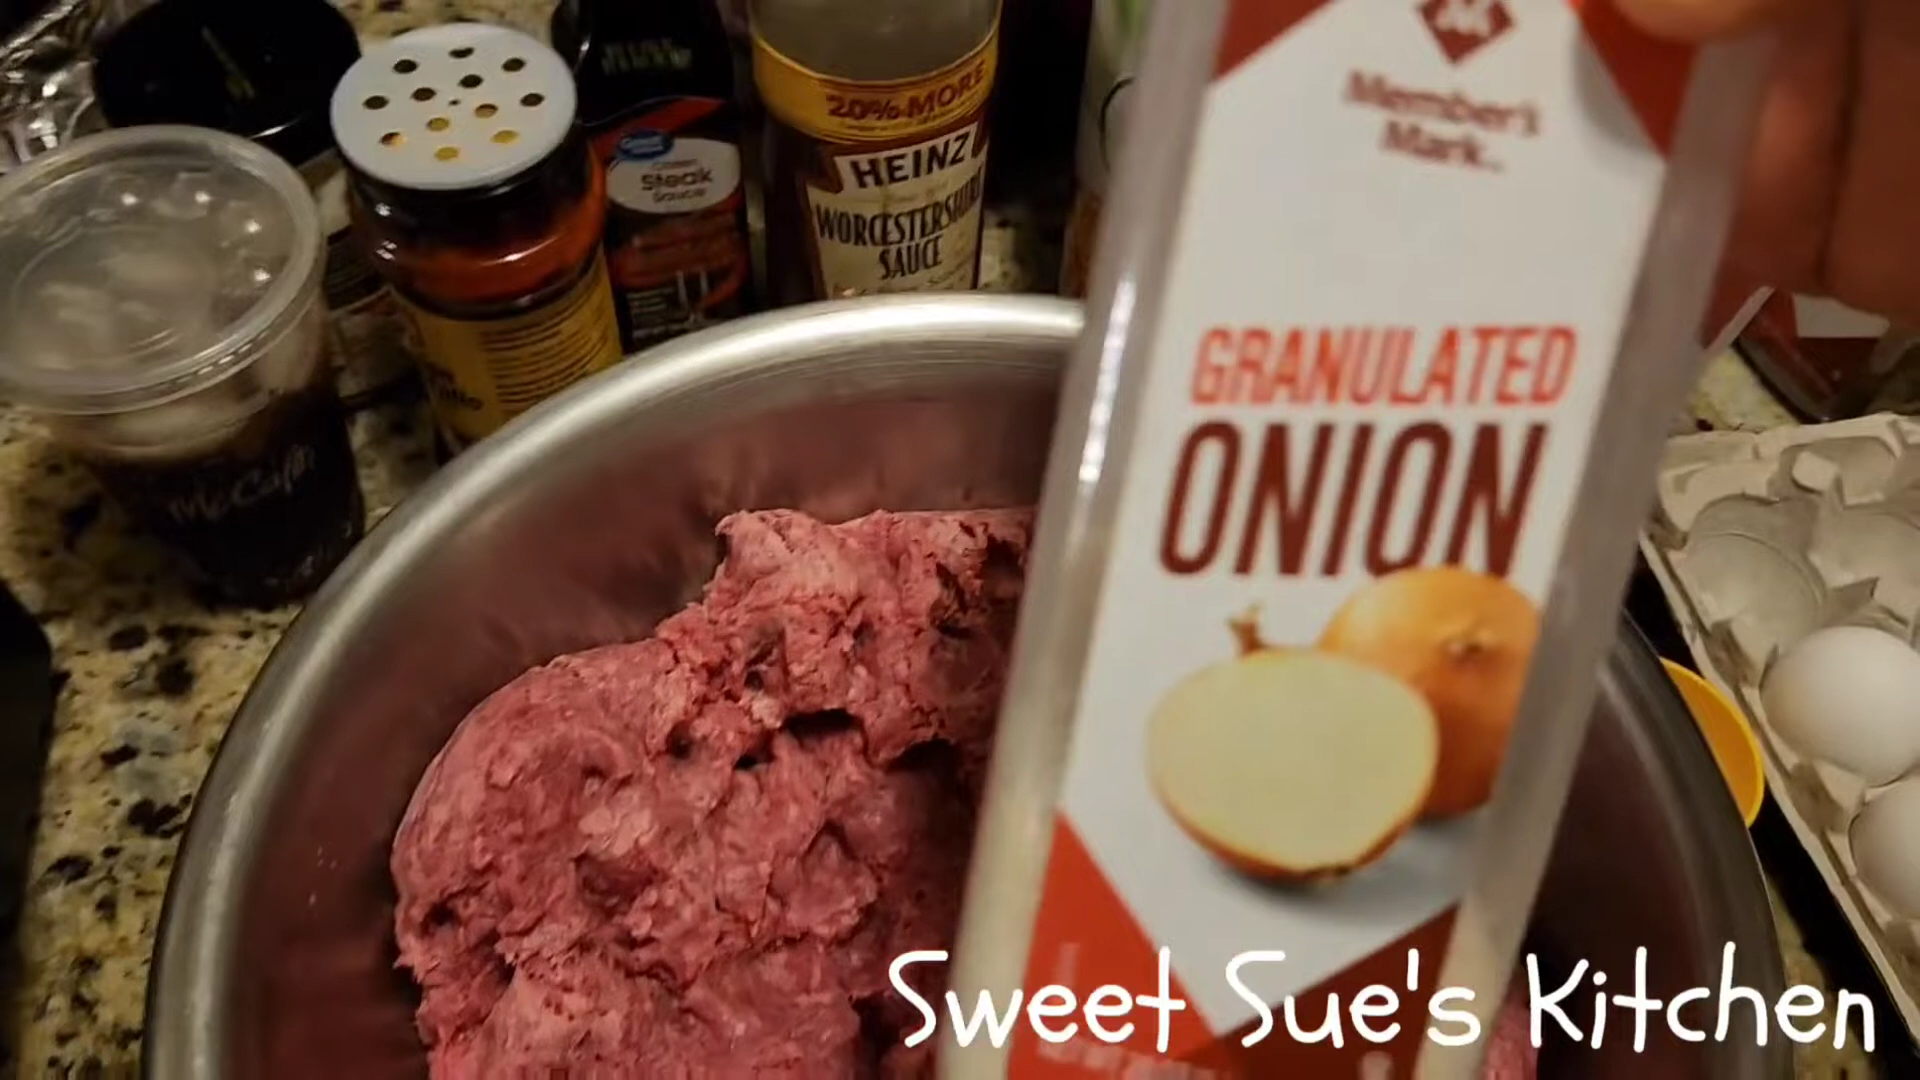 20% MORE
HEINZ
WORCESTERSHIRE
SAUCE
Steak
Sauce
McCafé
Member's
Mark
GRANULATED
ONION
Sweet Sue's Kitchen